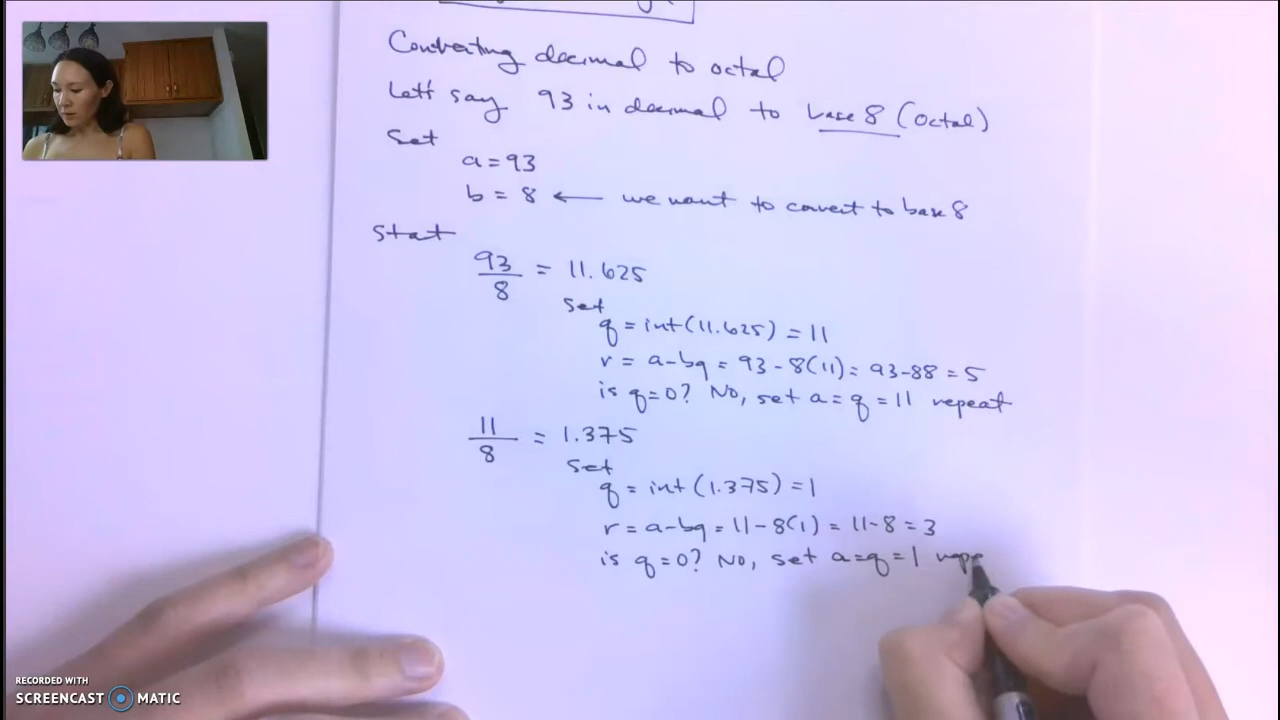 Converting decimal to octal
Let's say 93 in decimal to base 8 (octal)
Set
a = 93
b = 8 ← we want to convert to base 8
Start
93/8 = 11.625
Set
q = int(11.625) = 11
r = a-bq = 93-8(11) = 93-88 = 5
is q=0? No, set a=q=11 repeat
11/8 = 1.375
Set
q = int(1.375) = 1
r = a-bq = 11-8(1) = 11-8 = 3
is q=0? No, set a=q=1 repe
RECORDED WITH
SCREENCAST MATIC